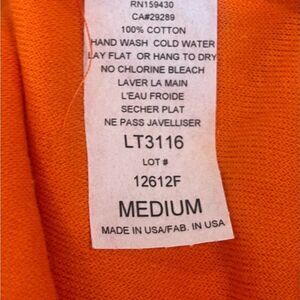 RN159430
CA#29289
100% COTTON
HAND WASH COLD WATER
LAY FLAT OR HANG TO DRY
NO CHLORINE BLEACH
LAVER LA MAIN
L'EAU FROIDE
SECHER PLAT
NE PASS JAVELLISER
LT3116
LOT #
12612F
MEDIUM
MADE IN USA/FAB. IN USA